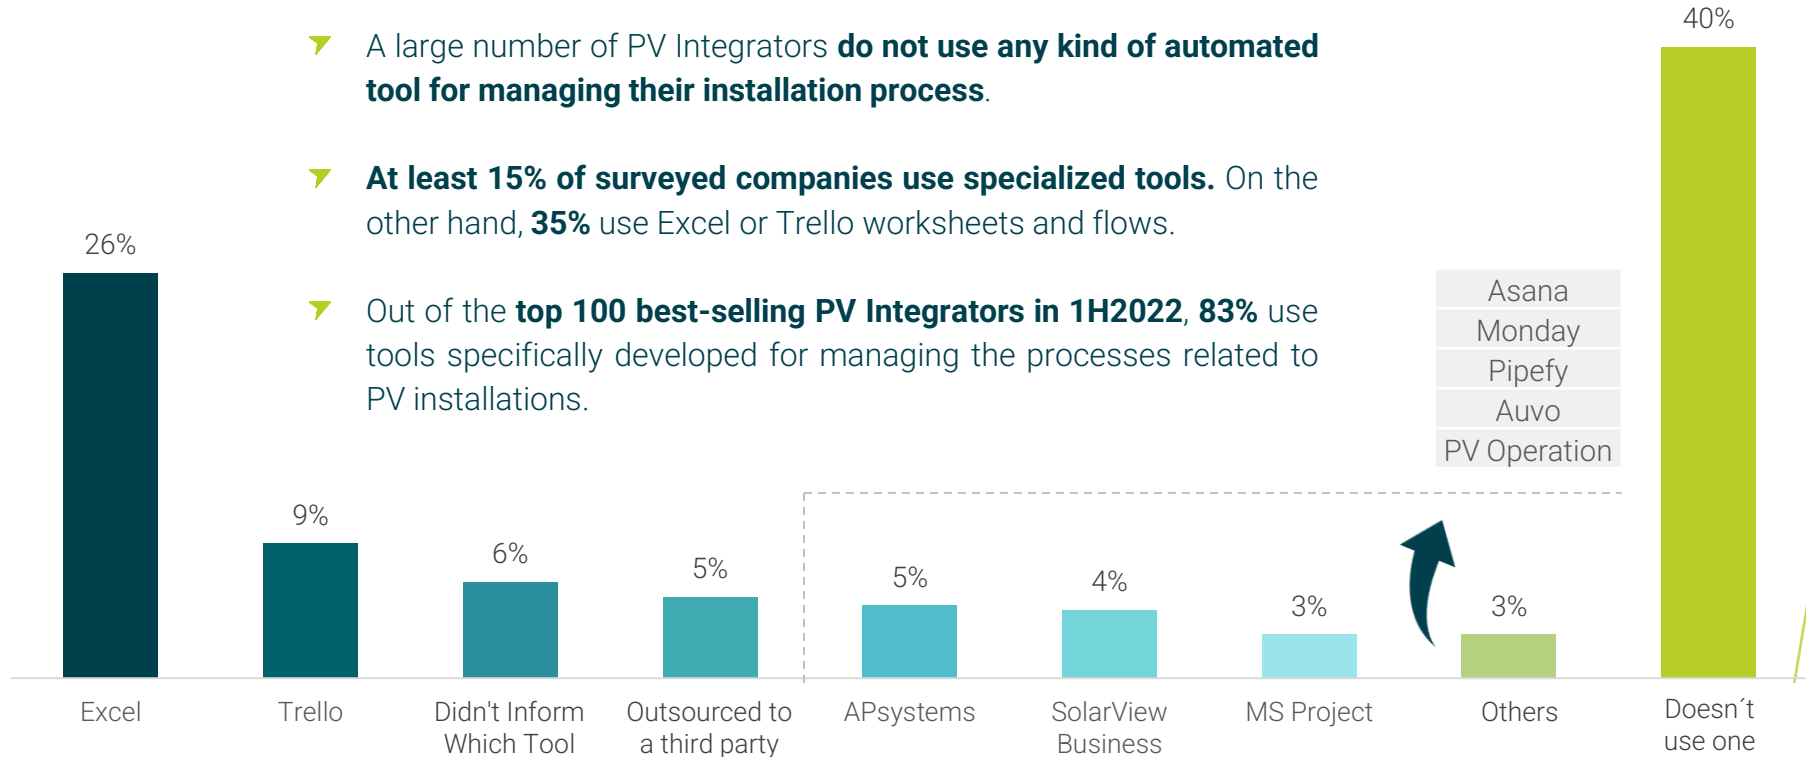 A large number of PV Integrators do not use any kind of automated
tool for managing their installation process.
At least 15% of surveyed companies use specialized tools. On the
other hand, 35% use Excel or Trello worksheets and flows.
Out of the top 100 best-selling PV Integrators in 1H2022, 83% use
tools specifically developed for managing the processes related to
PV installations.
Asana
Monday
Pipefy
Auvo
PV Operation
26%
9%
6%
5%
5%
4%
3%
3%
40%
Excel
Trello
Didn't Inform
Which Tool
Outsourced to
a third party
APsystems
SolarView
Business
MS Project
Others
Doesn´t
use one